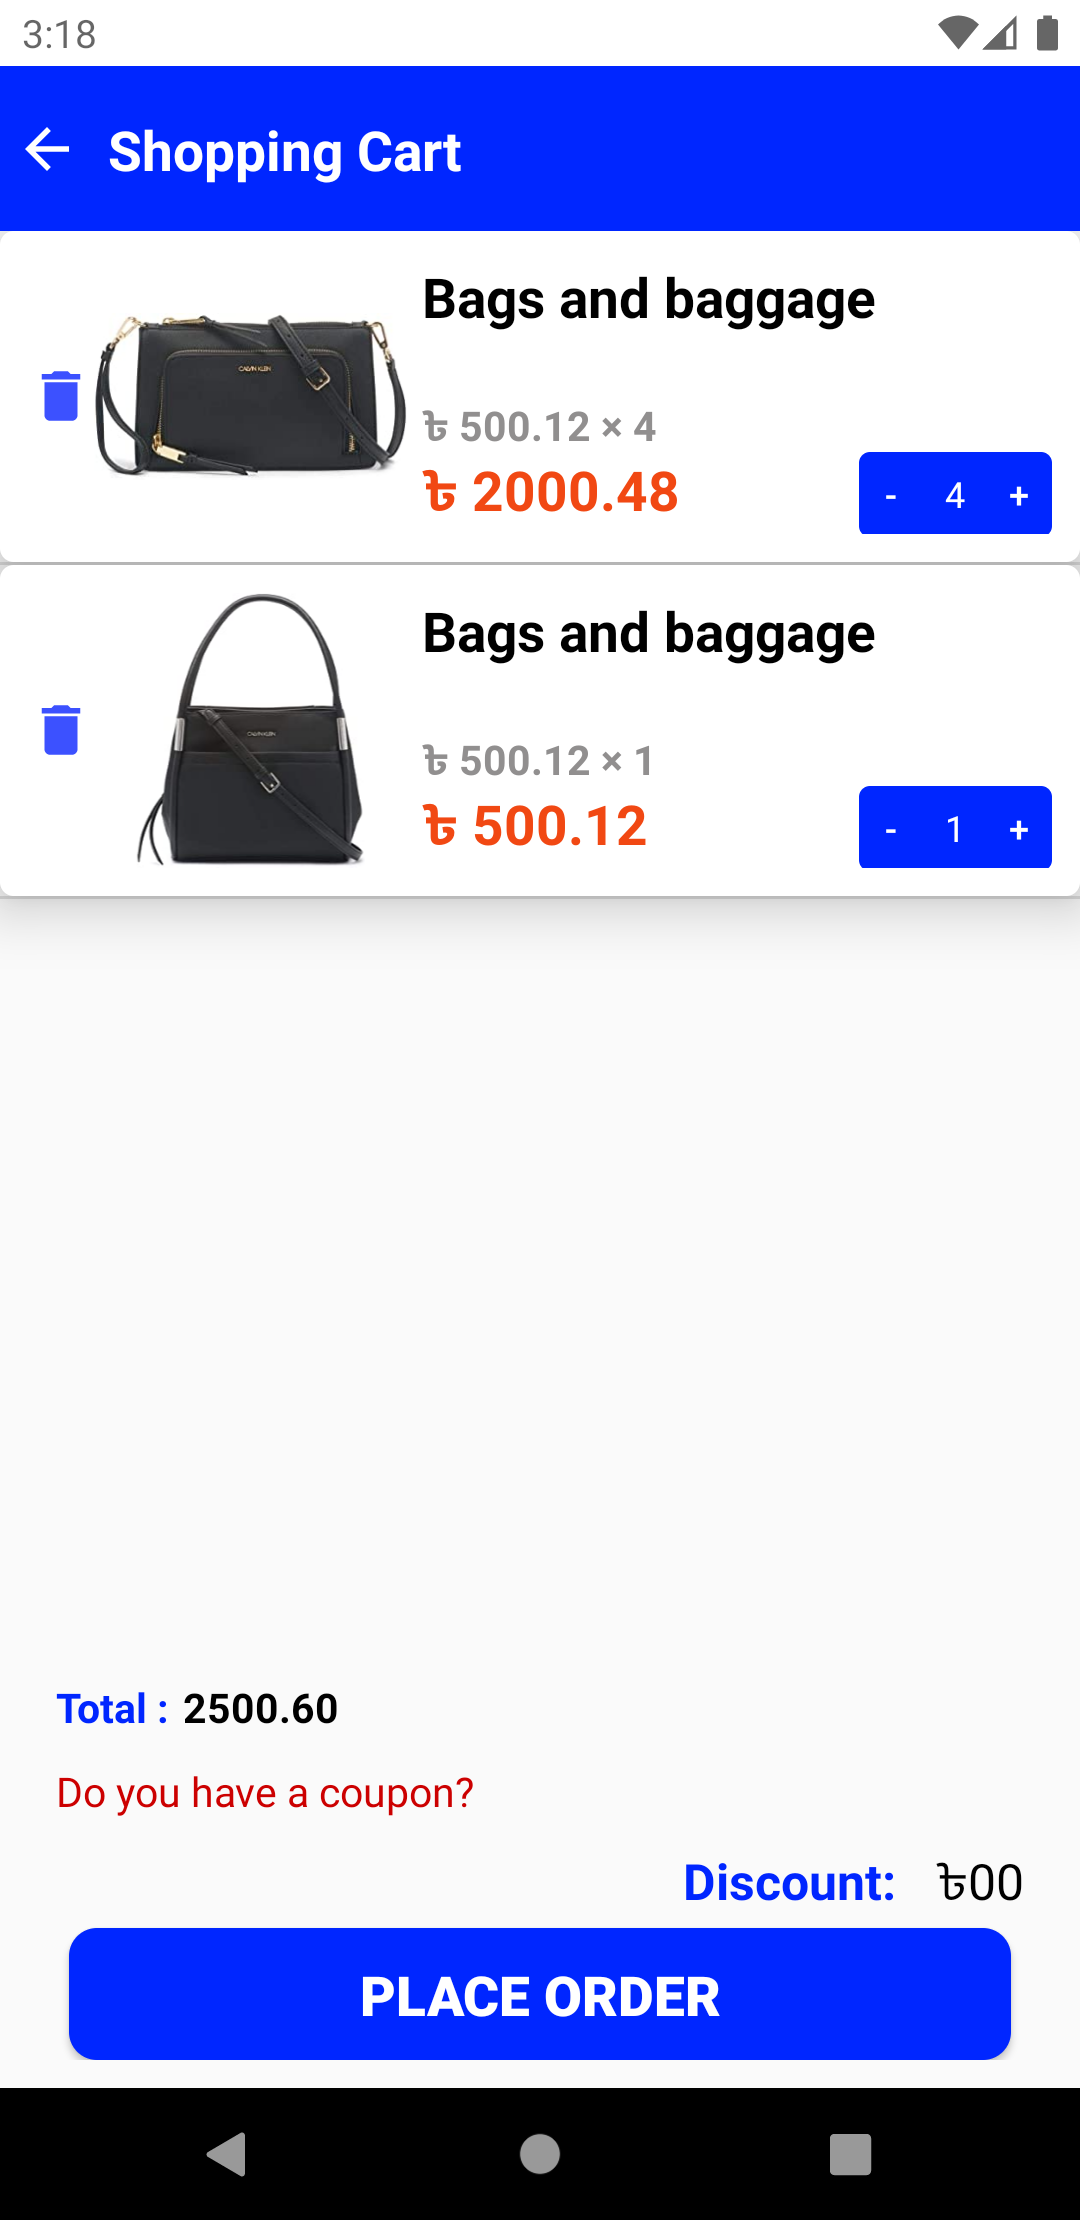 3:18
Shopping Cart
Bags and baggage
CALVIN KLEIN
৳ 500.12 × 4
৳ 2000.48
- 4 +
Bags and baggage
CALVIN KLEIN
৳ 500.12 × 1
৳ 500.12
- 1 +
Total : 2500.60
Do you have a coupon?
Discount: ৳00
PLACE ORDER